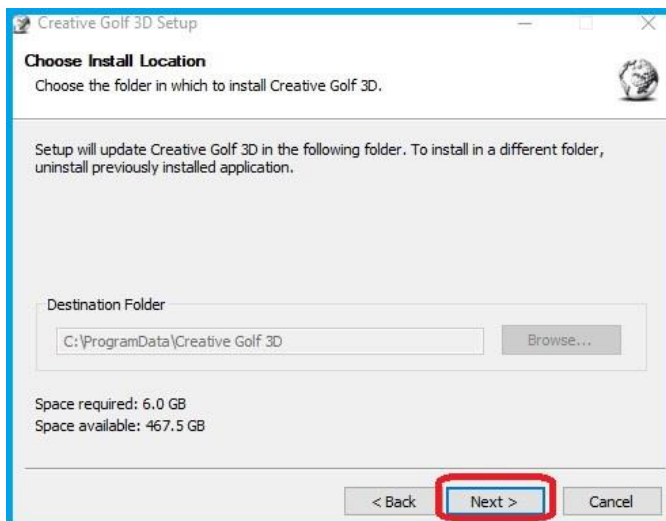 Creative Golf 3D Setup
Choose Install Location
Choose the folder in which to install Creative Golf 3D.
Setup will update Creative Golf 3D in the following folder. To install in a different folder,
uninstall previously installed application.
Destination Folder
C:\ProgramData\Creative Golf 3D
Browse...
Space required: 6.0 GB
Space available: 467.5 GB
< Back
Next >
Cancel